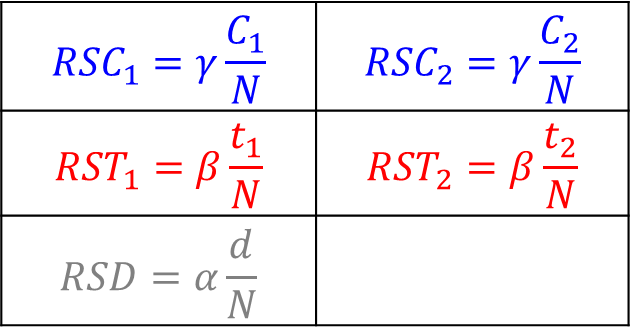 RSC₁ = γ C₁/N
RSC₂ = γ C₂/N
RST₁ = β t₁/N
RST₂ = β t₂/N
RSD = α d/N